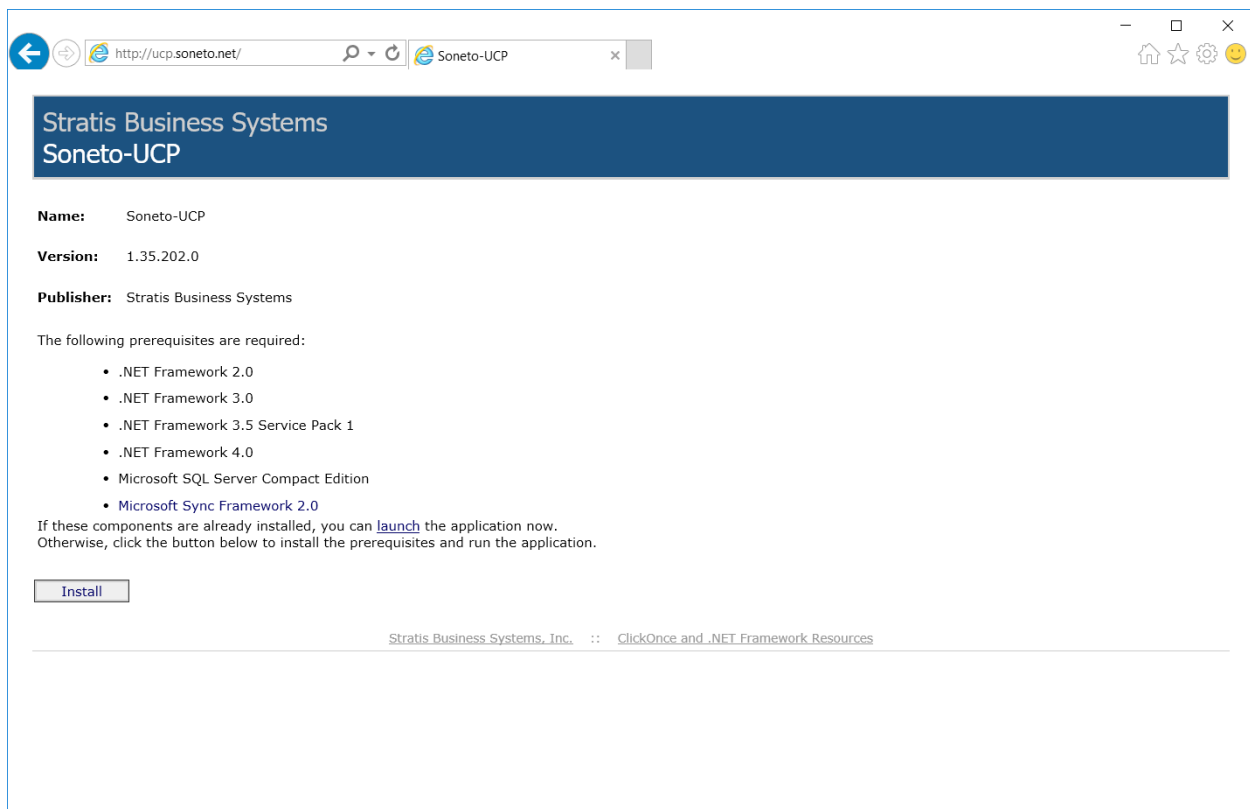 http://ucp.soneto.net/
Soneto-UCP
Stratis Business Systems
Soneto-UCP
Name: Soneto-UCP
Version: 1.35.202.0
Publisher: Stratis Business Systems
The following prerequisites are required:
• .NET Framework 2.0
• .NET Framework 3.0
• .NET Framework 3.5 Service Pack 1
• .NET Framework 4.0
• Microsoft SQL Server Compact Edition
• Microsoft Sync Framework 2.0
If these components are already installed, you can launch the application now.
Otherwise, click the button below to install the prerequisites and run the application.
Install
Stratis Business Systems, Inc. :: ClickOnce and .NET Framework Resources